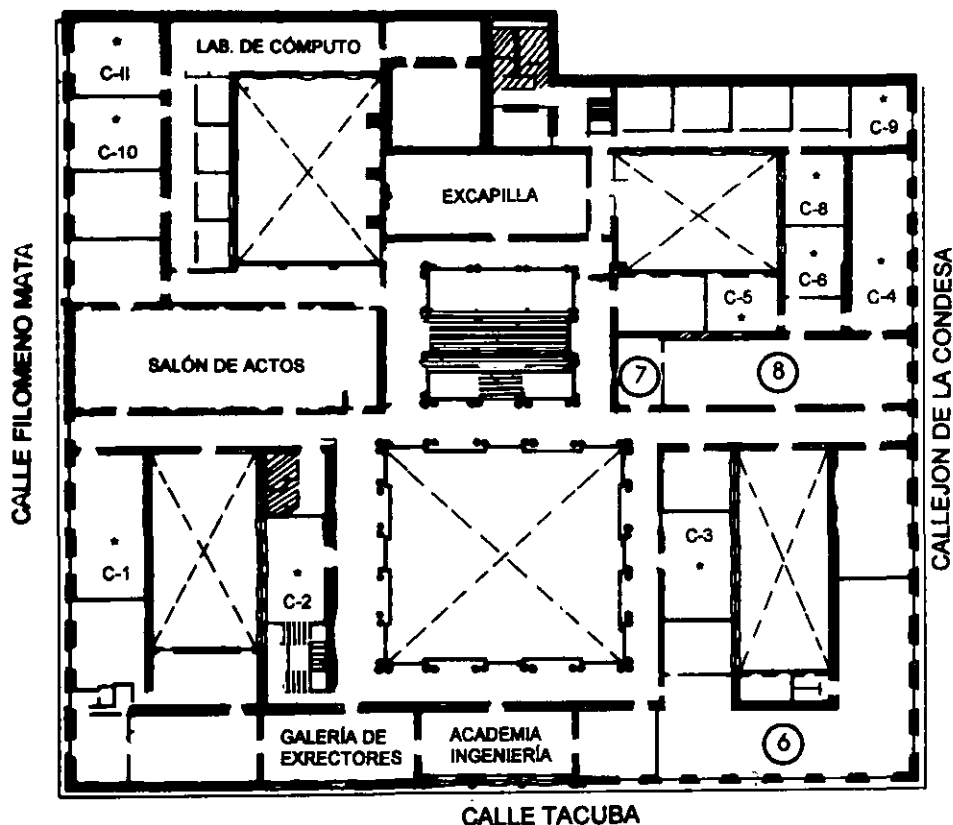 LAB. DE CÓMPUTO
C-11
C-10
C-9
EXCAPILLA
C-8
C-6
C-5
C-4
CALLE FILOMENO MATA
SALÓN DE ACTOS
7
8
CALLEJON DE LA CONDESA
C-1
C-2
C-3
GALERÍA DE
EXRECTORES
ACADEMIA
INGENIERÍA
6
CALLE TACUBA